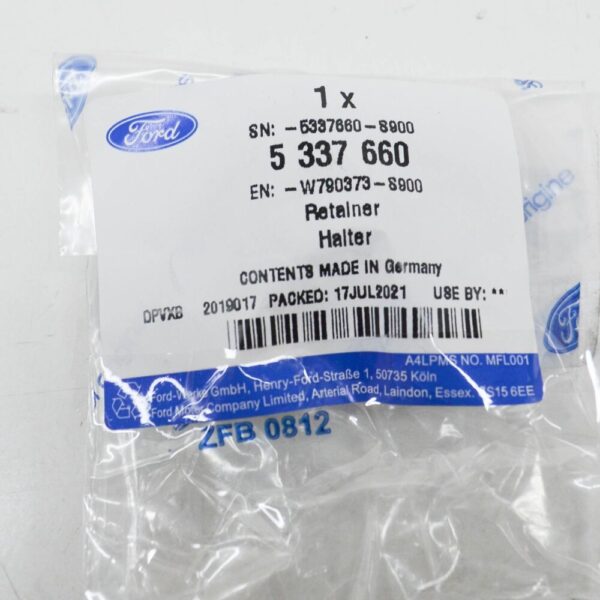 Ford
1 x
SN: -5337660-S900
5 337 660
EN: -W790373-S900
Retainer
Halter
CONTENTS MADE IN Germany
DPVXB 2019017 PACKED: 17JUL2021 USE BY: **
A4LPMS NO. MFL001
Ford-Werke GmbH, Henry-Ford-Straße 1, 50735 Köln
Ford Motor Company Limited, Arterial Road, Laindon, Essex. SS15 6EE
ZFB 0812
origine